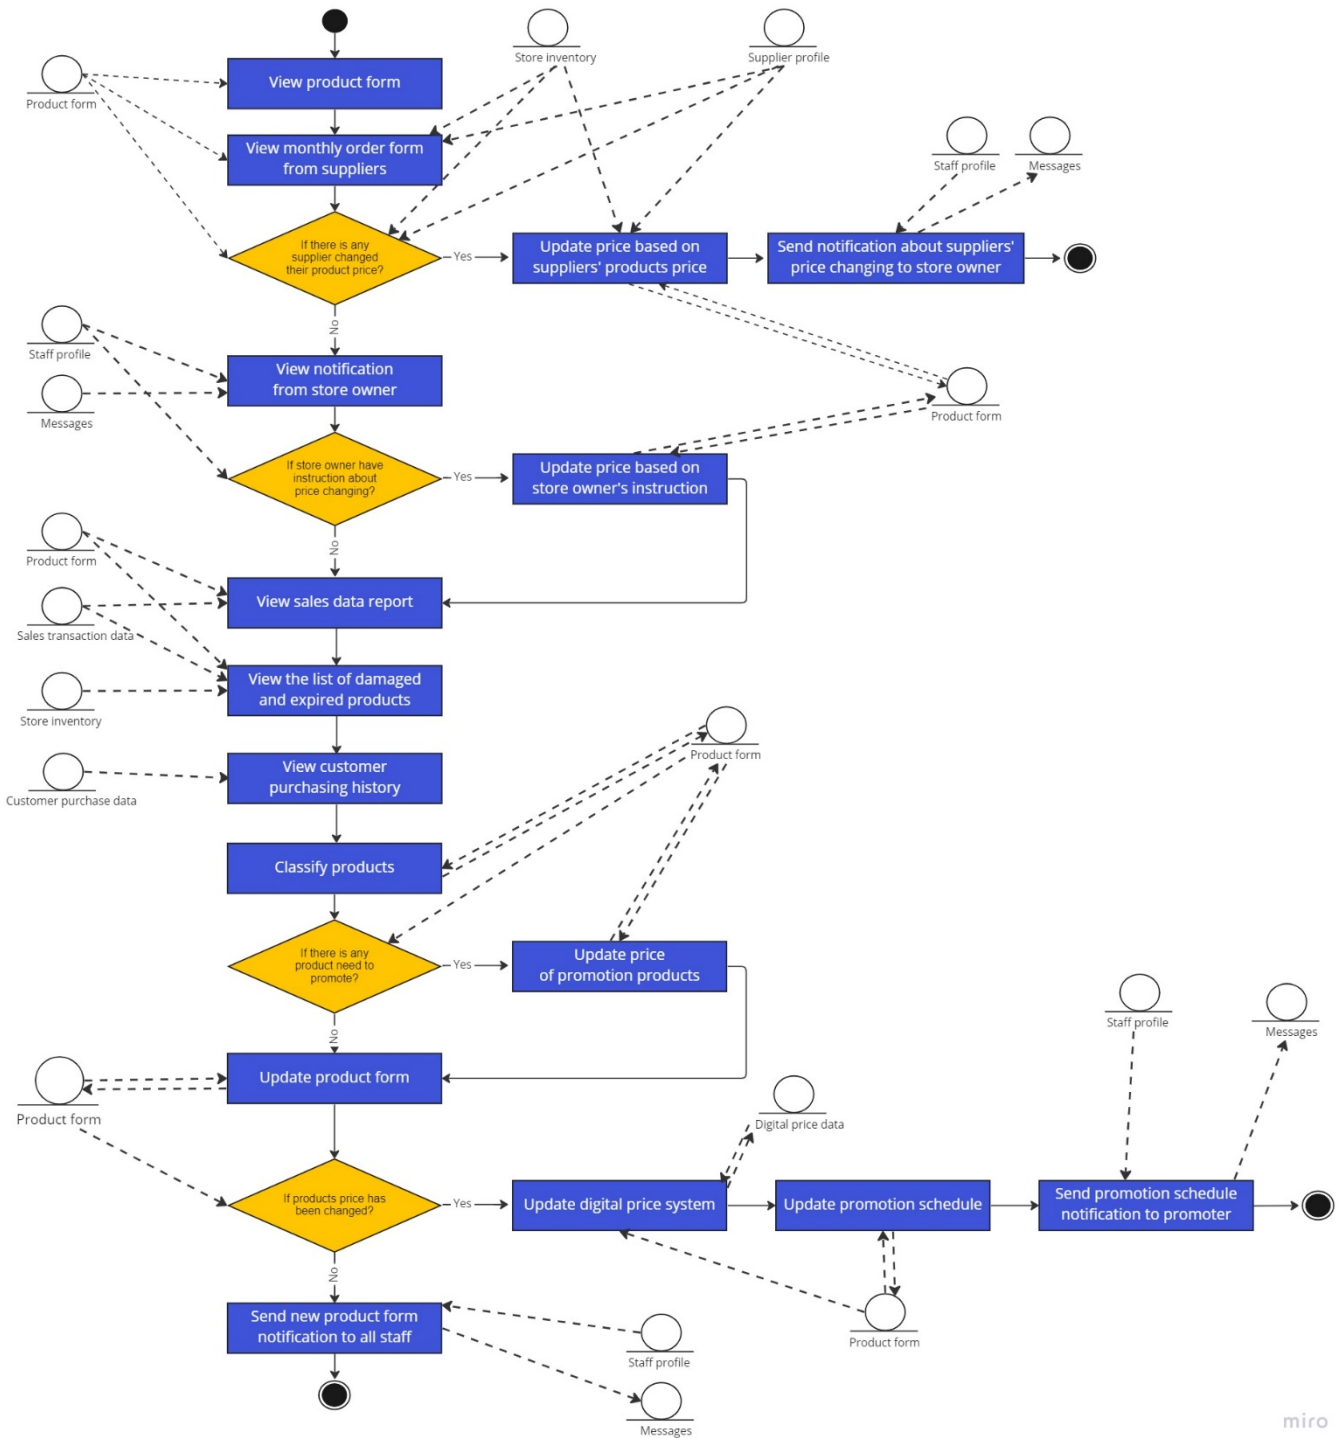 Store inventory
Supplier profile
View product form
Product form
View monthly order form
from suppliers
Staff profile
Messages
If there is any
supplier changed
their product price?
Yes
Update price based on
suppliers' products price
Send notification about suppliers'
price changing to store owner
No
Staff profile
View notification
from store owner
Messages
Product form
If store owner have
instruction about
price changing?
Yes
Update price based on
store owner's instruction
No
Product form
View sales data report
Sales transaction data
View the list of damaged
and expired products
Store inventory
Product form
View customer
purchasing history
Customer purchase data
Classify products
If there is any
product need to
promote?
Yes
Update price
of promotion products
Staff profile
Messages
No
Update product form
Product form
Digital price data
If products price has
been changed?
Yes
Update digital price system
Update promotion schedule
Send promotion schedule
notification to promoter
No
Send new product form
notification to all staff
Product form
Staff profile
Messages
miro